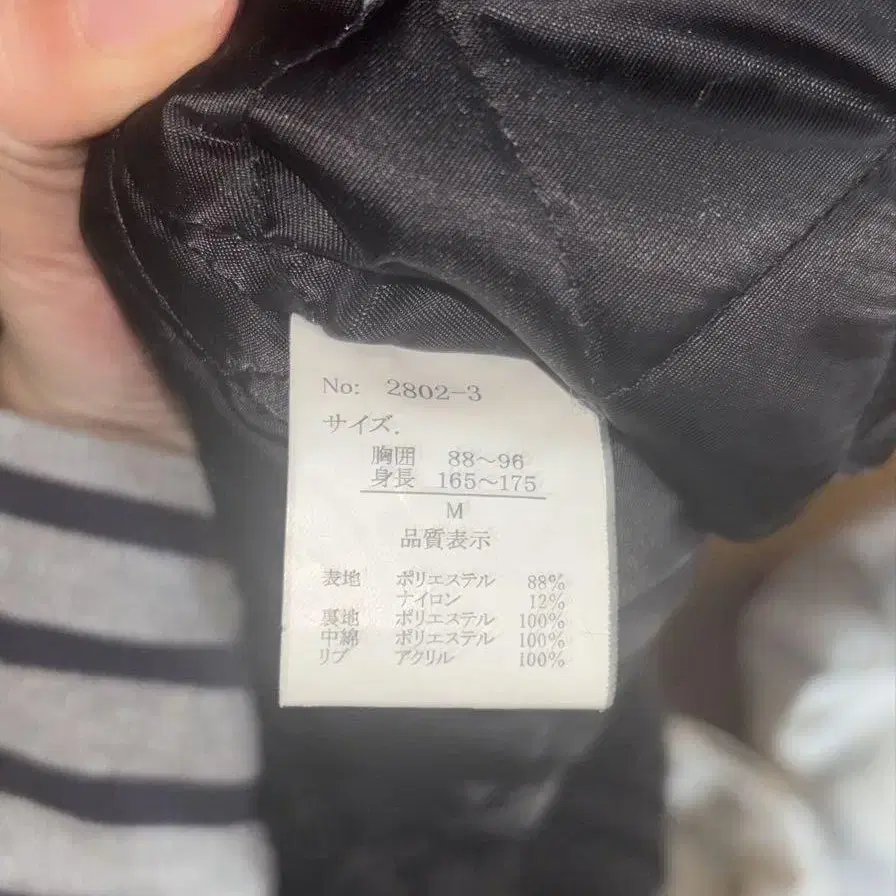 No: 2802-3
サイズ.
胸囲 88～96
身長 165～175
M
品質表示
表地 ポリエステル 88%
ナイロン 12%
裏地 ポリエステル 100%
中綿 ポリエステル 100%
リブ アクリル 100%